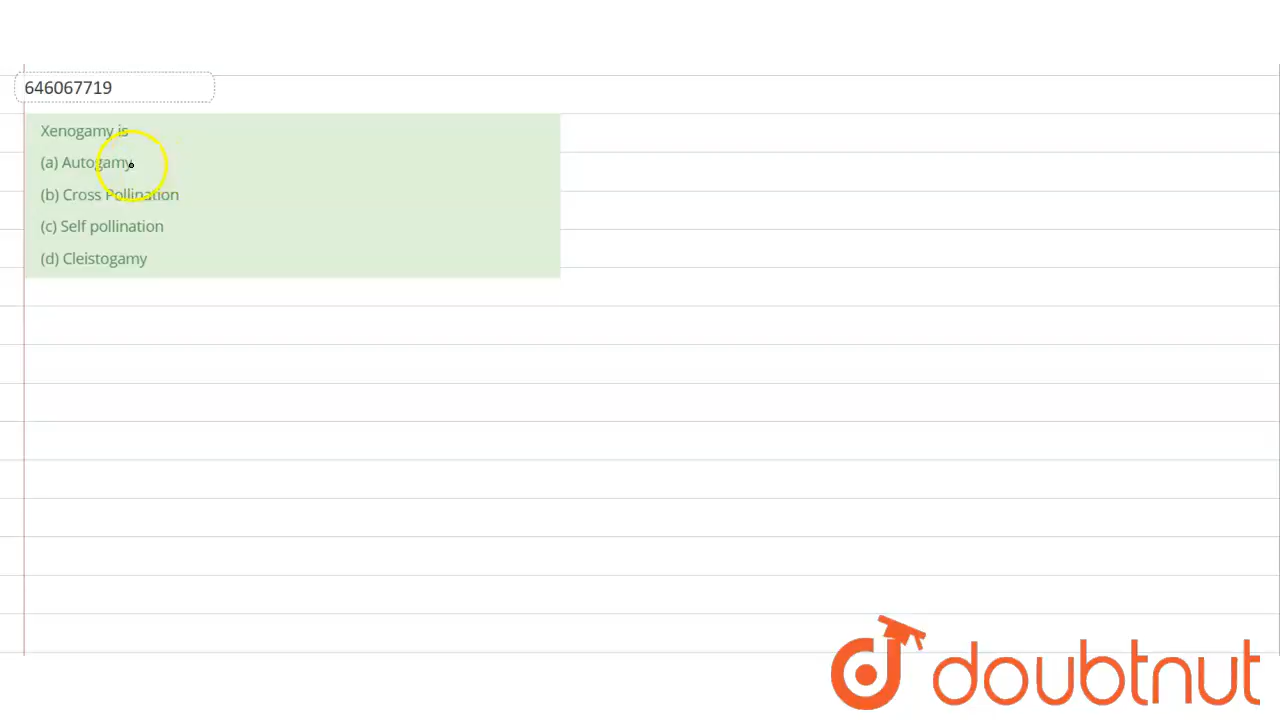 646067719
Xenogamy is
(a) Autogamy
(b) Cross Pollination
(c) Self pollination
(d) Cleistogamy
doubtnut